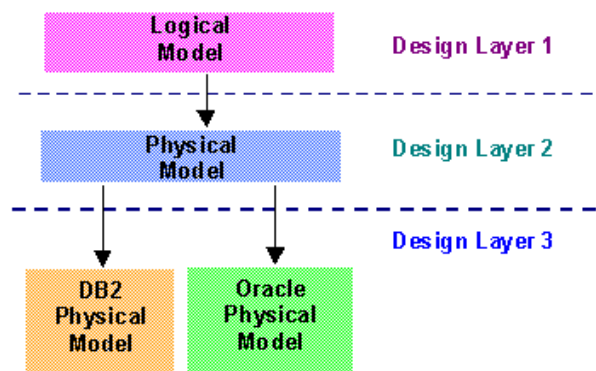 Logical
Model
Design Layer 1
Physical
Model
Design Layer 2
Design Layer 3
DB2
Physical
Model
Oracle
Physical
Model